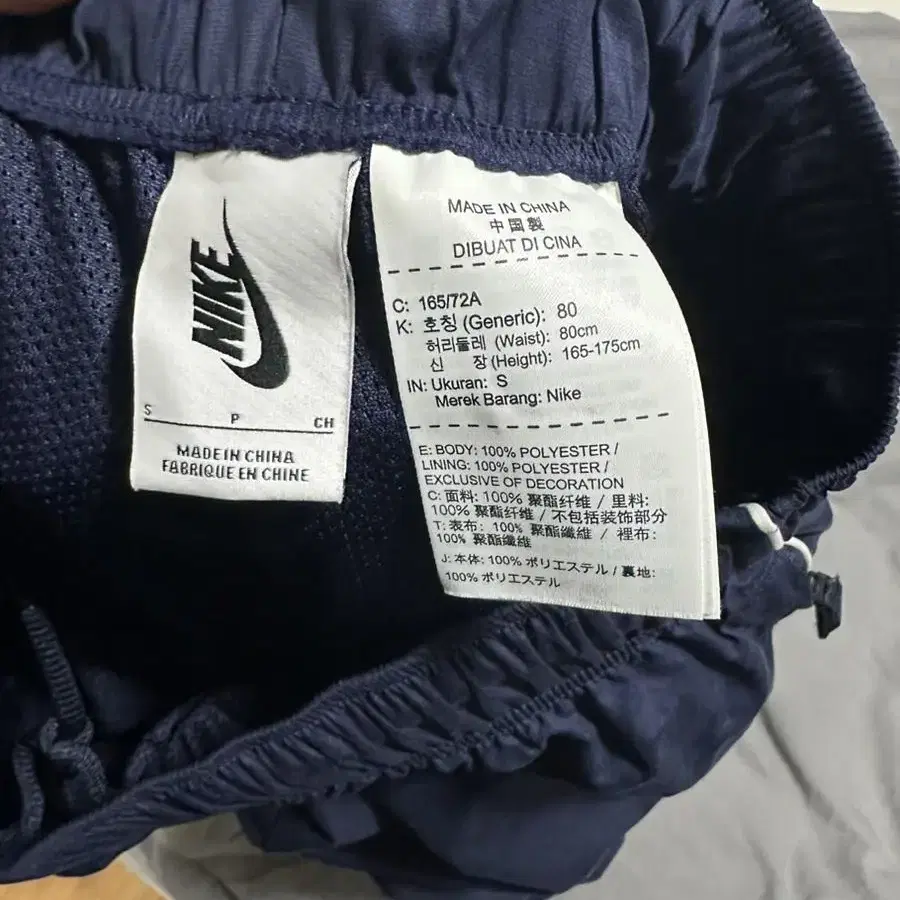 NIKE
S P CH
MADE IN CHINA
FABRIQUE EN CHINE
MADE IN CHINA
中国製
DIBUAT DI CINA
C: 165/72A
K: 호칭 (Generic): 80
허리둘레 (Waist): 80cm
신 장 (Height): 165-175cm
IN: Ukuran: S
Merek Barang: Nike
E: BODY: 100% POLYESTER /
LINING: 100% POLYESTER /
EXCLUSIVE OF DECORATION
C: 面料: 100% 聚酯纤维 / 里料:
100% 聚酯纤维 / 不包括装饰部分
T: 表布: 100% 聚酯纖維 / 裡布:
100% 聚酯纖維
J: 本体: 100% ポリエステル / 裏地:
100% ポリエステル